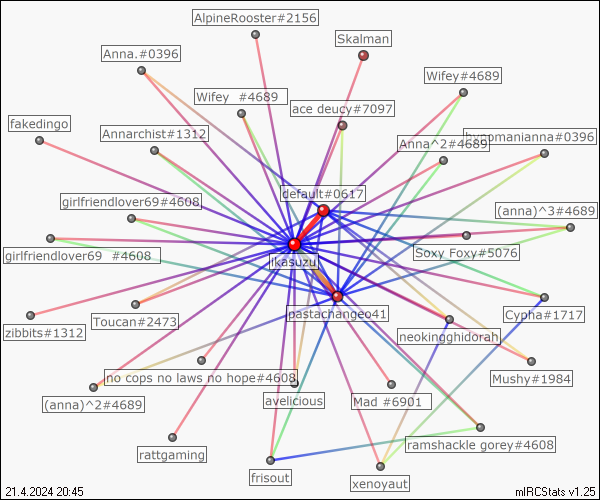 AlpineRooster#2156
Skalman
Anna.#0396
Wifey#4689
Wifey #4689
ace deucy#7097
fakedingo
Annarchist#1312
Anna^2#4689
hypomanianna#0396
default#0617
girlfriendlover69#4608
(anna)^3#4689
girlfriendlover69 #4608
Soxy Foxy#5076
ikasuzu
zibbits#1312
Toucan#2473
pastachangeo41
Cypha#1717
neokingghidorah
no cops no laws no hope#4608
Mushy#1984
(anna)^2#4689
avelicious
Mad #6901
rattgaming
ramshackle gorey#4608
frisout
xenoyaut
21.4.2024 20:45
mIRCStats v1.25